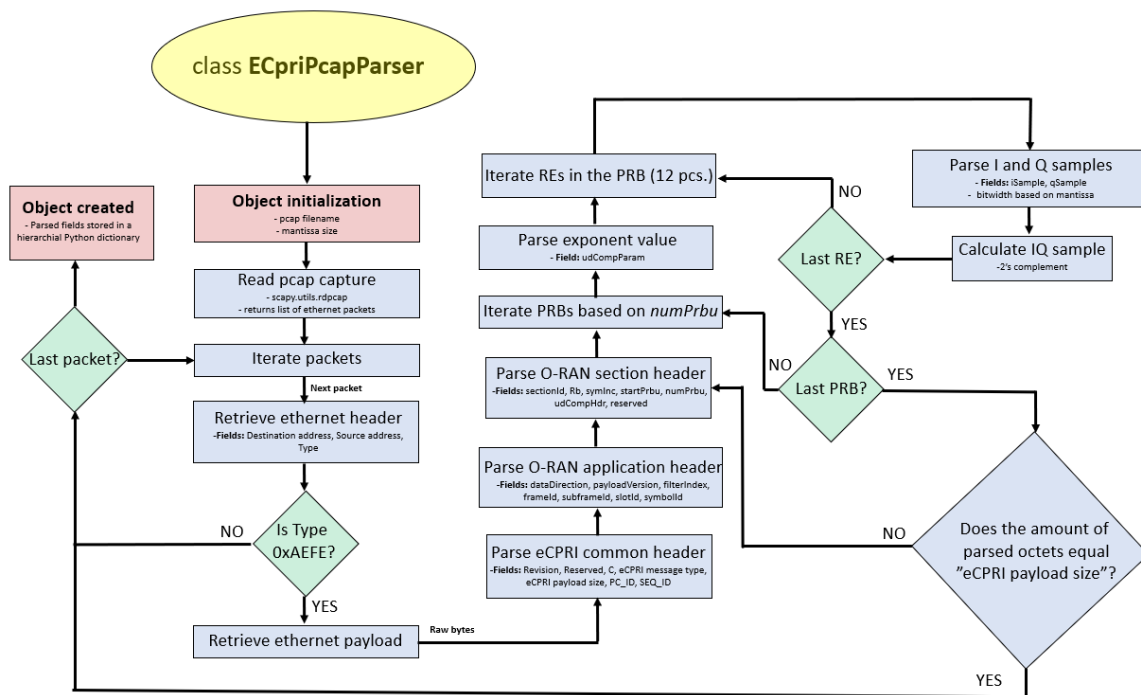 class ECpriPcapParser
Object created
- Parsed fields stored in a
hierarchial Python dictionary
Object initialization
- pcap filename
- mantissa size
Read pcap capture
- scapy.utils.rdpcap
- returns list of ethernet packets
Last packet?
Iterate packets
Next packet
Retrieve ethernet header
-Fields: Destination address, Source address,
Type
NO
Is Type
0xAEFE?
YES
Retrieve ethernet payload
Raw bytes
Parse eCPRI common header
-Fields: Revision, Reserved, C, eCPRI message type,
eCPRI payload size, PC_ID, SEQ_ID
Parse O-RAN application header
-Fields: dataDirection, payloadVersion, filterIndex,
frameId, subframeId, slotId, symbolId
Parse O-RAN section header
-Fields: sectionId, Rb, symInc, startPrbu, numPrbu,
udCompHdr, reserved
Iterate PRBs based on numPrbu
Parse exponent value
- Field: udCompParam
Iterate REs in the PRB (12 pcs.)
Parse I and Q samples
- Fields: iSample, qSample
- bitwidth based on mantissa
Calculate IQ sample
-2's complement
NO
Last RE?
YES
NO
Last PRB?
YES
NO
Does the amount of
parsed octets equal
”eCPRI payload size”?
YES